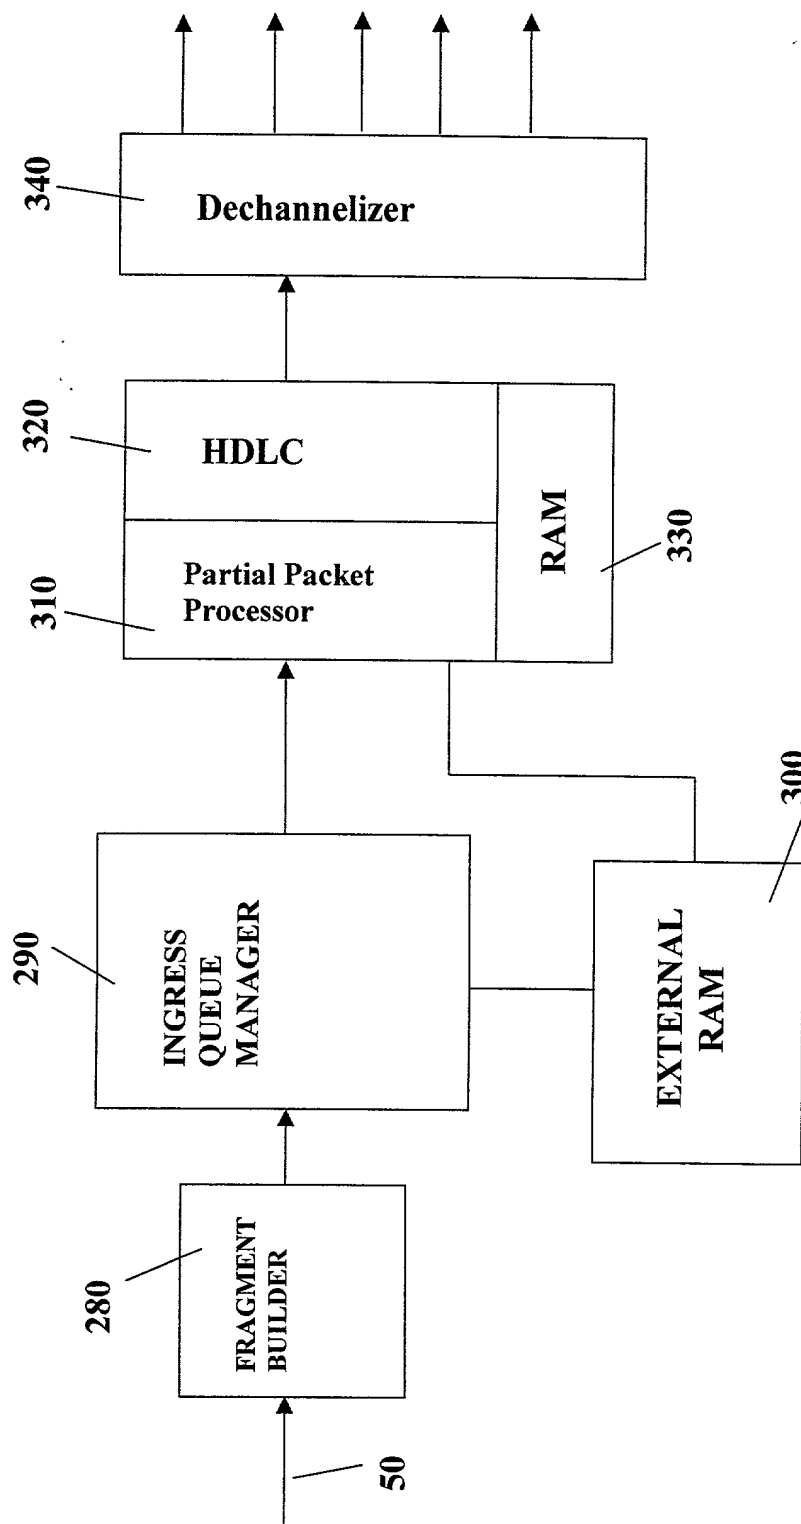 340
Dechannelizer
320
HDLC
310
Partial Packet
Processor
RAM
330
290
INGRESS
QUEUE
MANAGER
300
EXTERNAL
RAM
280
FRAGMENT
BUILDER
50